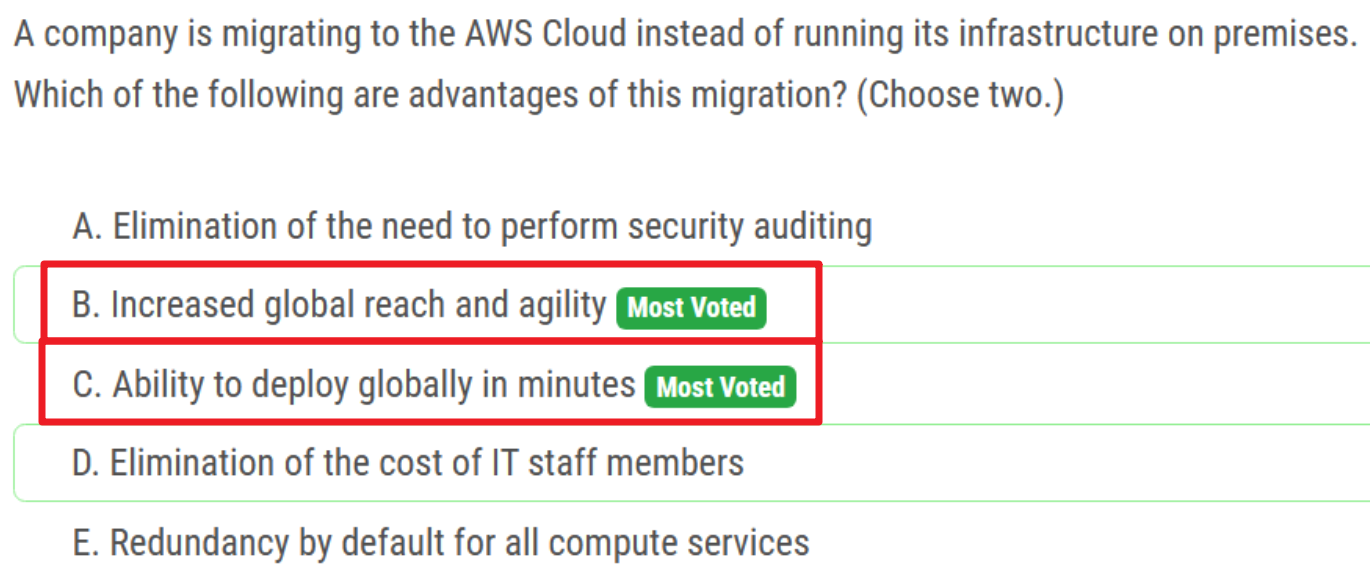 A company is migrating to the AWS Cloud instead of running its infrastructure on premises.
Which of the following are advantages of this migration? (Choose two.)
A. Elimination of the need to perform security auditing
B. Increased global reach and agility Most Voted
C. Ability to deploy globally in minutes Most Voted
D. Elimination of the cost of IT staff members
E. Redundancy by default for all compute services